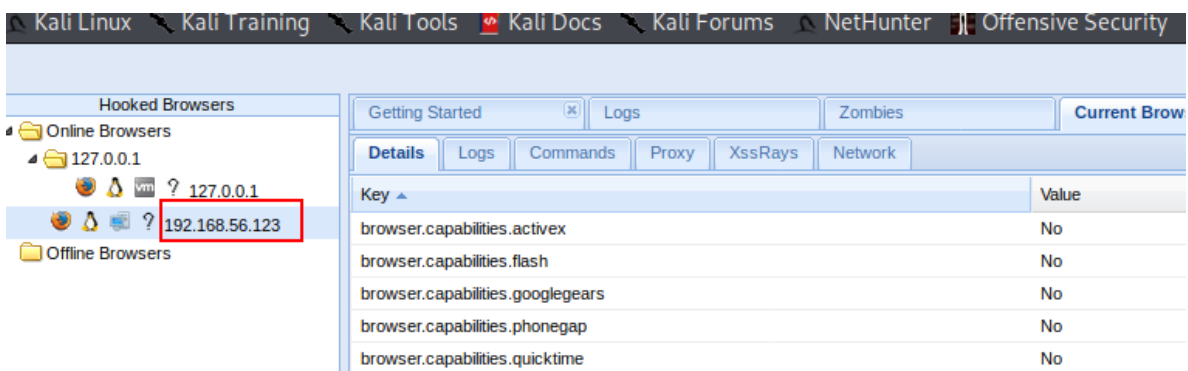 Kali Linux Kali Training Kali Tools Kali Docs Kali Forums NetHunter Offensive Security
Hooked Browsers
Online Browsers
127.0.0.1
vm ? 127.0.0.1
? 192.168.56.123
Offline Browsers
Getting Started Logs Zombies Current Brow
Details Logs Commands Proxy XssRays Network
Key Value
browser.capabilities.activex No
browser.capabilities.flash No
browser.capabilities.googlegears No
browser.capabilities.phonegap No
browser.capabilities.quicktime No